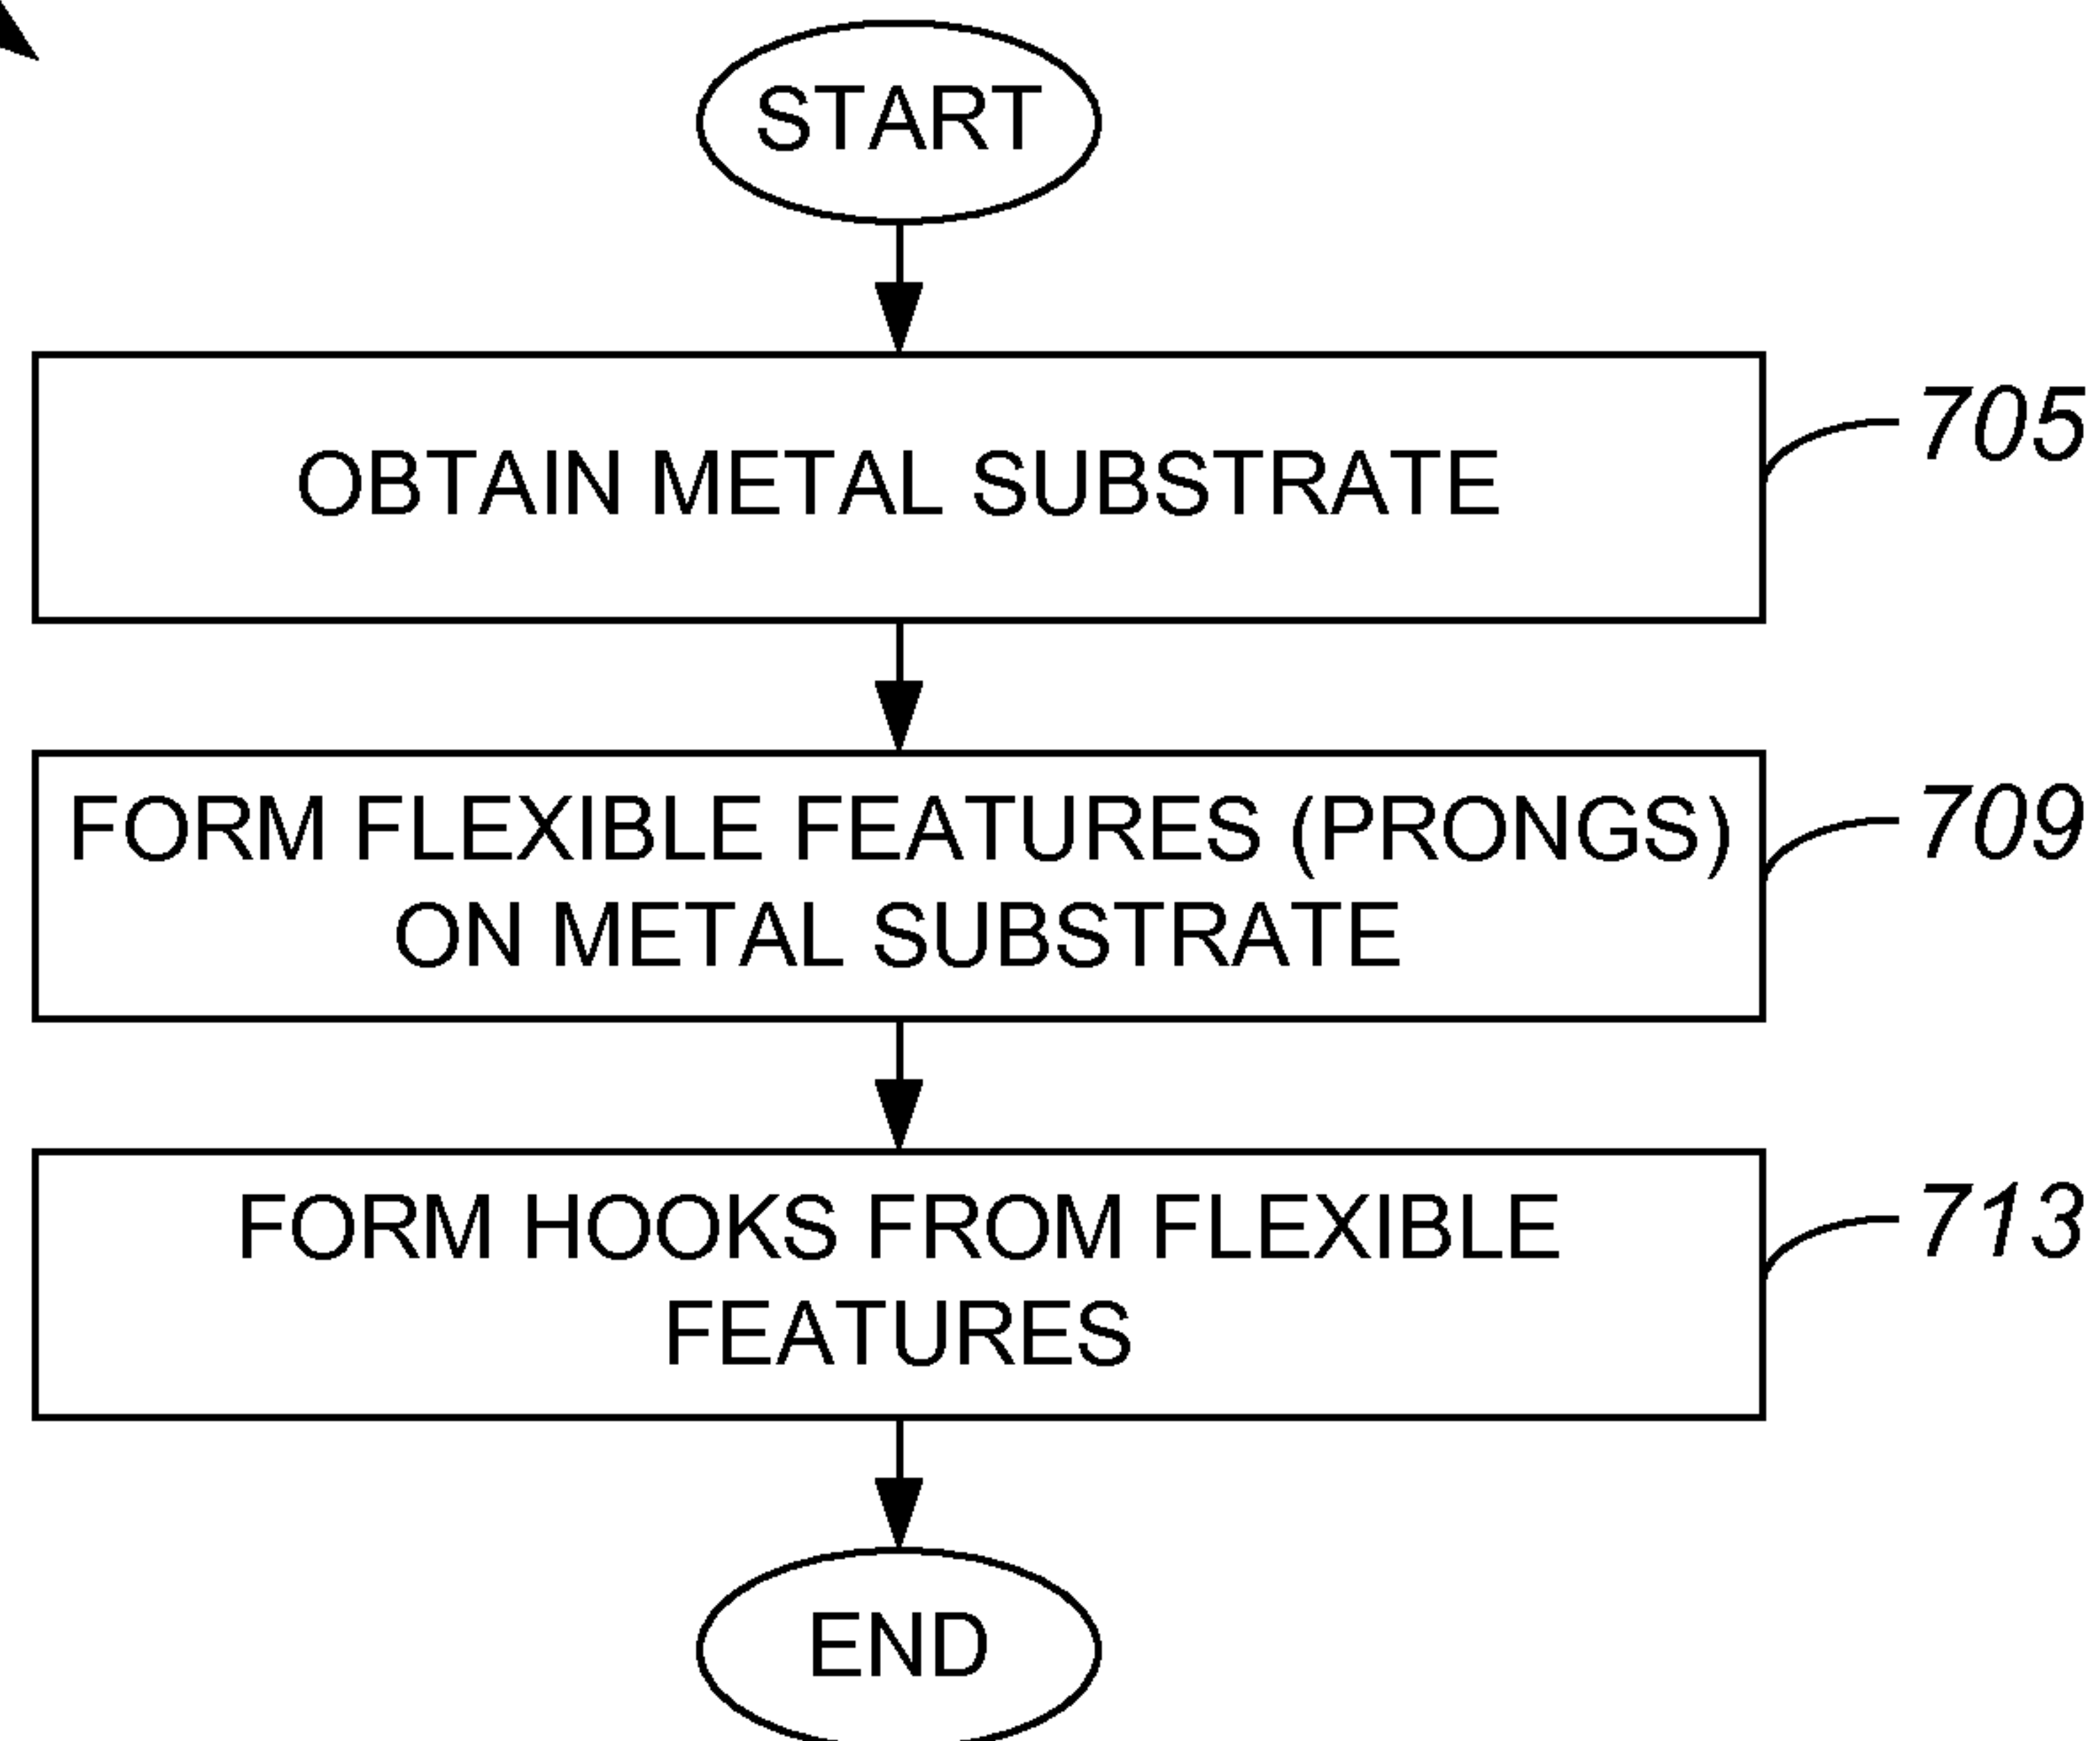 START
OBTAIN METAL SUBSTRATE
705
FORM FLEXIBLE FEATURES (PRONGS)
ON METAL SUBSTRATE
709
FORM HOOKS FROM FLEXIBLE
FEATURES
713
END